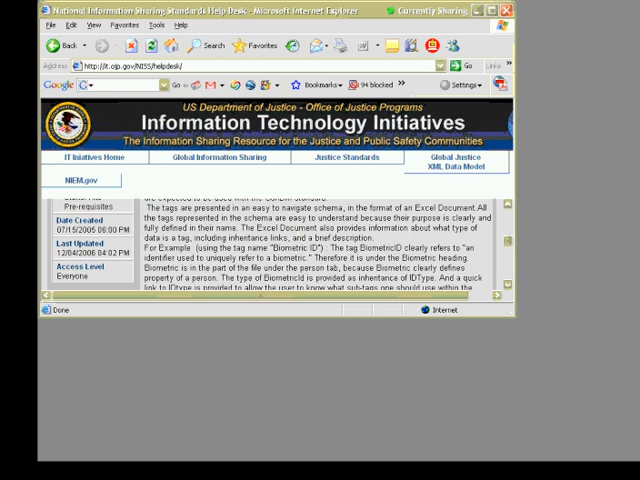 National Information Sharing Standards Help Desk - Microsoft Internet Explorer
Currently Sharing
File Edit View Favorites Tools Help
Back Search Favorites
Address http://it.ojp.gov/NISS/helpdesk/ Go Links »
Google G Go Bookmarks 94 blocked » Settings
US Department of Justice - Office of Justice Programs
Information Technology Initiatives
The Information Sharing Resource for the Justice and Public Safety Communities
IT Iniatives Home
Global Information Sharing
Justice Standards
Global Justice
XML Data Model
NIEM.gov
Pre-requisites
Date Created
07/15/2005 06:00 PM
Last Updated
12/04/2006 04:02 PM
Access Level
Everyone
The tags are presented in an easy to navigate schema, in the format of an Excel Document.All
the tags represented in the schema are easy to understand because their purpose is clearly and
fully defined in their name. The Excel Document also provides information about what type of
data is a tag, including inheritance links, and a brief description.
For Example (using the tag name "Biometric ID") : The tag BiometricID clearly refers to "an
identifier used to uniquely refer to a biometric." Therefore it is under the Biometric heading.
Biometric is in the part of the file under the person tab, because Biometric clearly defines
property of a person. The type of BiometricId is provided as inheritance of IDType. And a quick
link to IDtype is provided to allow the user to know what sub-tags one should use within the
Done
Internet